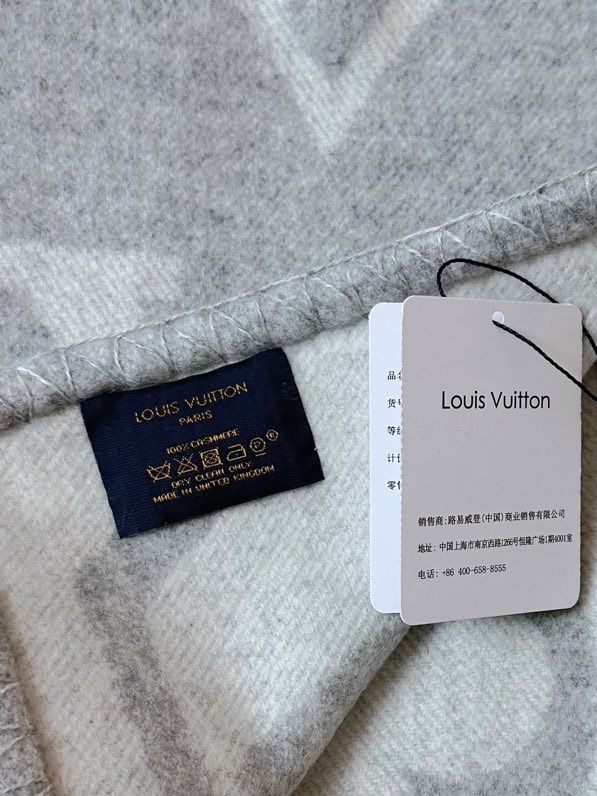 LOUIS VUITTON
PARIS
100% CASHMERE
DRY CLEAN ONLY
MADE IN UNITED KINGDOM
品
货号
等
计
零售
Louis Vuitton
销售商:路易威登(中国)商业销售有限公司
地址:中国上海市南京西路1266号恒隆广场1期4001室
电话:+86 400-658-8555